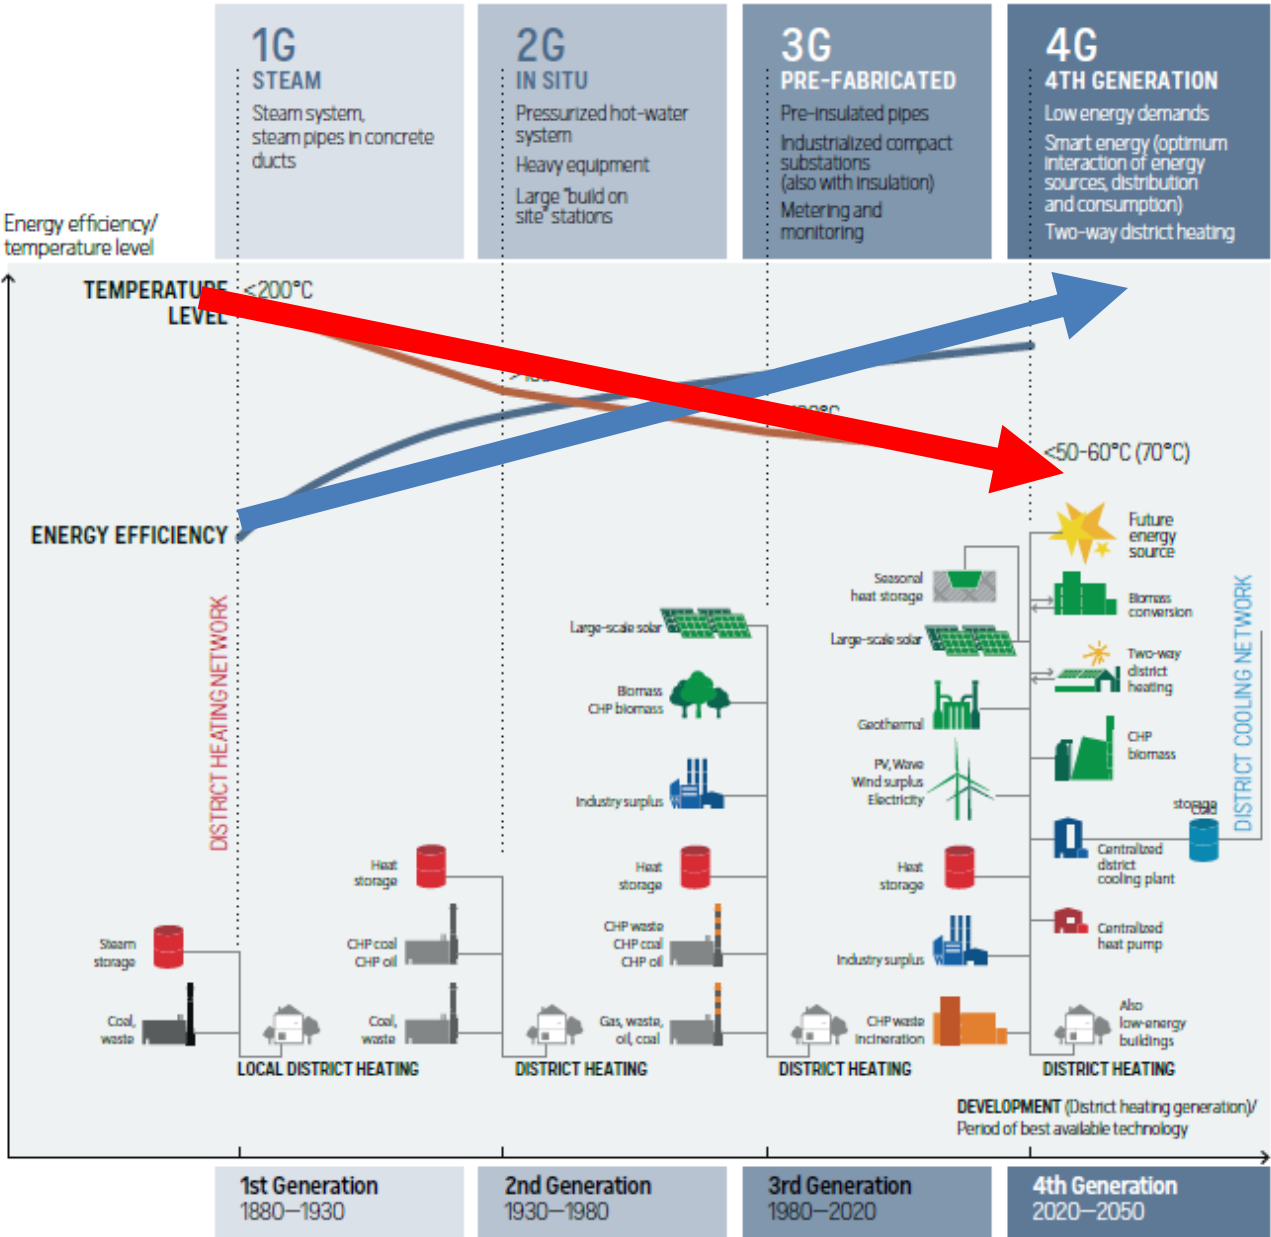 1G
STEAM
Steam system,
steam pipes in concrete
ducts
2G
IN SITU
Pressurized hot-water
system
Heavy equipment
Large "build on
site" stations
3G
PRE-FABRICATED
Pre-insulated pipes
Industrialized compact
substations
(also with insulation)
Metering and
monitoring
4G
4TH GENERATION
Low energy demands
Smart energy (optimum
interaction of energy
sources, distribution
and consumption)
Two-way district heating
Energy efficiency/
temperature level
TEMPERATURE
LEVEL
<200°C
<50-60°C (70°C)
ENERGY EFFICIENCY
DISTRICT HEATING NETWORK
Steam
storage
Coal,
waste
LOCAL DISTRICT HEATING
Heat
storage
CHP coal
CHP oil
Coal,
waste
DISTRICT HEATING
Large-scale solar
Biomass
CHP biomass
Industry surplus
Heat
storage
CHP waste
CHP coal
CHP oil
Gas, waste,
oil, coal
DISTRICT HEATING
Seasonal
heat storage
Large-scale solar
Geothermal
PV, Wave
Wind surplus
Electricity
Heat
storage
Industry surplus
CHP waste
incineration
DISTRICT HEATING
Future
energy
source
Biomass
conversion
Two-way
district
heating
CHP
biomass
Centralized
district
cooling plant
storage
Cold
Centralized
heat pump
Also
low-energy
buildings
DISTRICT COOLING NETWORK
DEVELOPMENT (District heating generation)/
Period of best available technology
1st Generation
1880–1930
2nd Generation
1930–1980
3rd Generation
1980–2020
4th Generation
2020–2050